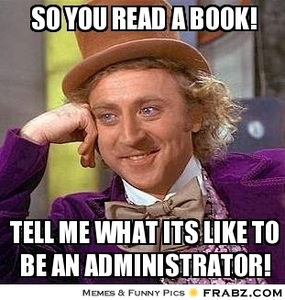 SO YOU READ A BOOK!
TELL ME WHAT ITS LIKE TO
BE AN ADMINISTRATOR!
MEMES & FUNNY PICS FRABZ.COM